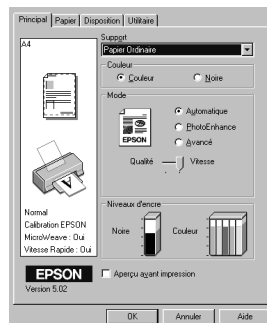 Principal Papier Disposition Utilitaire
A4
Support
Papier Ordinaire
Couleur
Couleur Noire
Mode
Automatique
PhotoEnhance
Avancé
EPSON
Qualité Vitesse
Niveaux d'encre
Noire Couleur
Normal
Calibration EPSON
MicroWeave : Oui
Vitesse Rapide : Oui
EPSON
Version 5.02
Aperçu avant impression
OK Annuler Aide